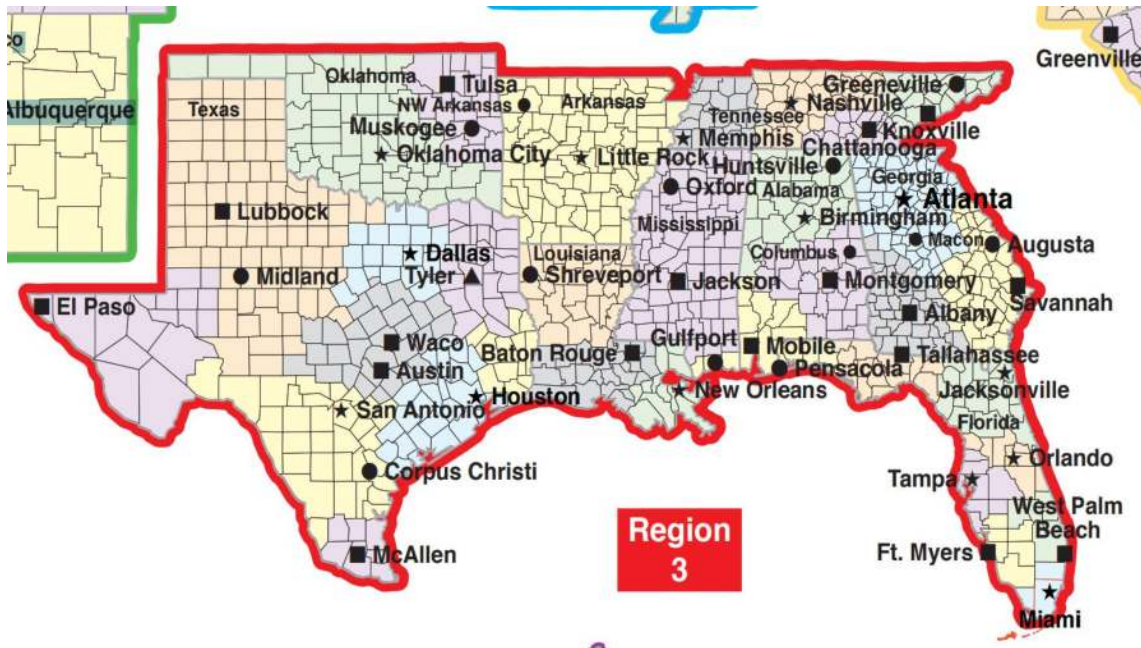 co
Albuquerque
Greenville
Oklahoma
Tulsa
Texas
NW Arkansas
Arkansas
Muskogee
Oklahoma City
Little Rock
Lubbock
Dallas
Tyler
Midland
El Paso
Waco
Austin
San Antonio
Houston
Corpus Christi
McAllen
Louisiana
Shreveport
Baton Rouge
New Orleans
Greeneville
Nashville
Tennessee
Memphis
Knoxville
Chattanooga
Huntsville
Oxford
Alabama
Georgia
Atlanta
Mississippi
Birmingham
Columbus
Macon
Augusta
Jackson
Montgomery
Savannah
Albany
Gulfport
Mobile
Pensacola
Tallahassee
Jacksonville
Florida
Orlando
Tampa
West Palm
Beach
Ft. Myers
Miami
Region
3